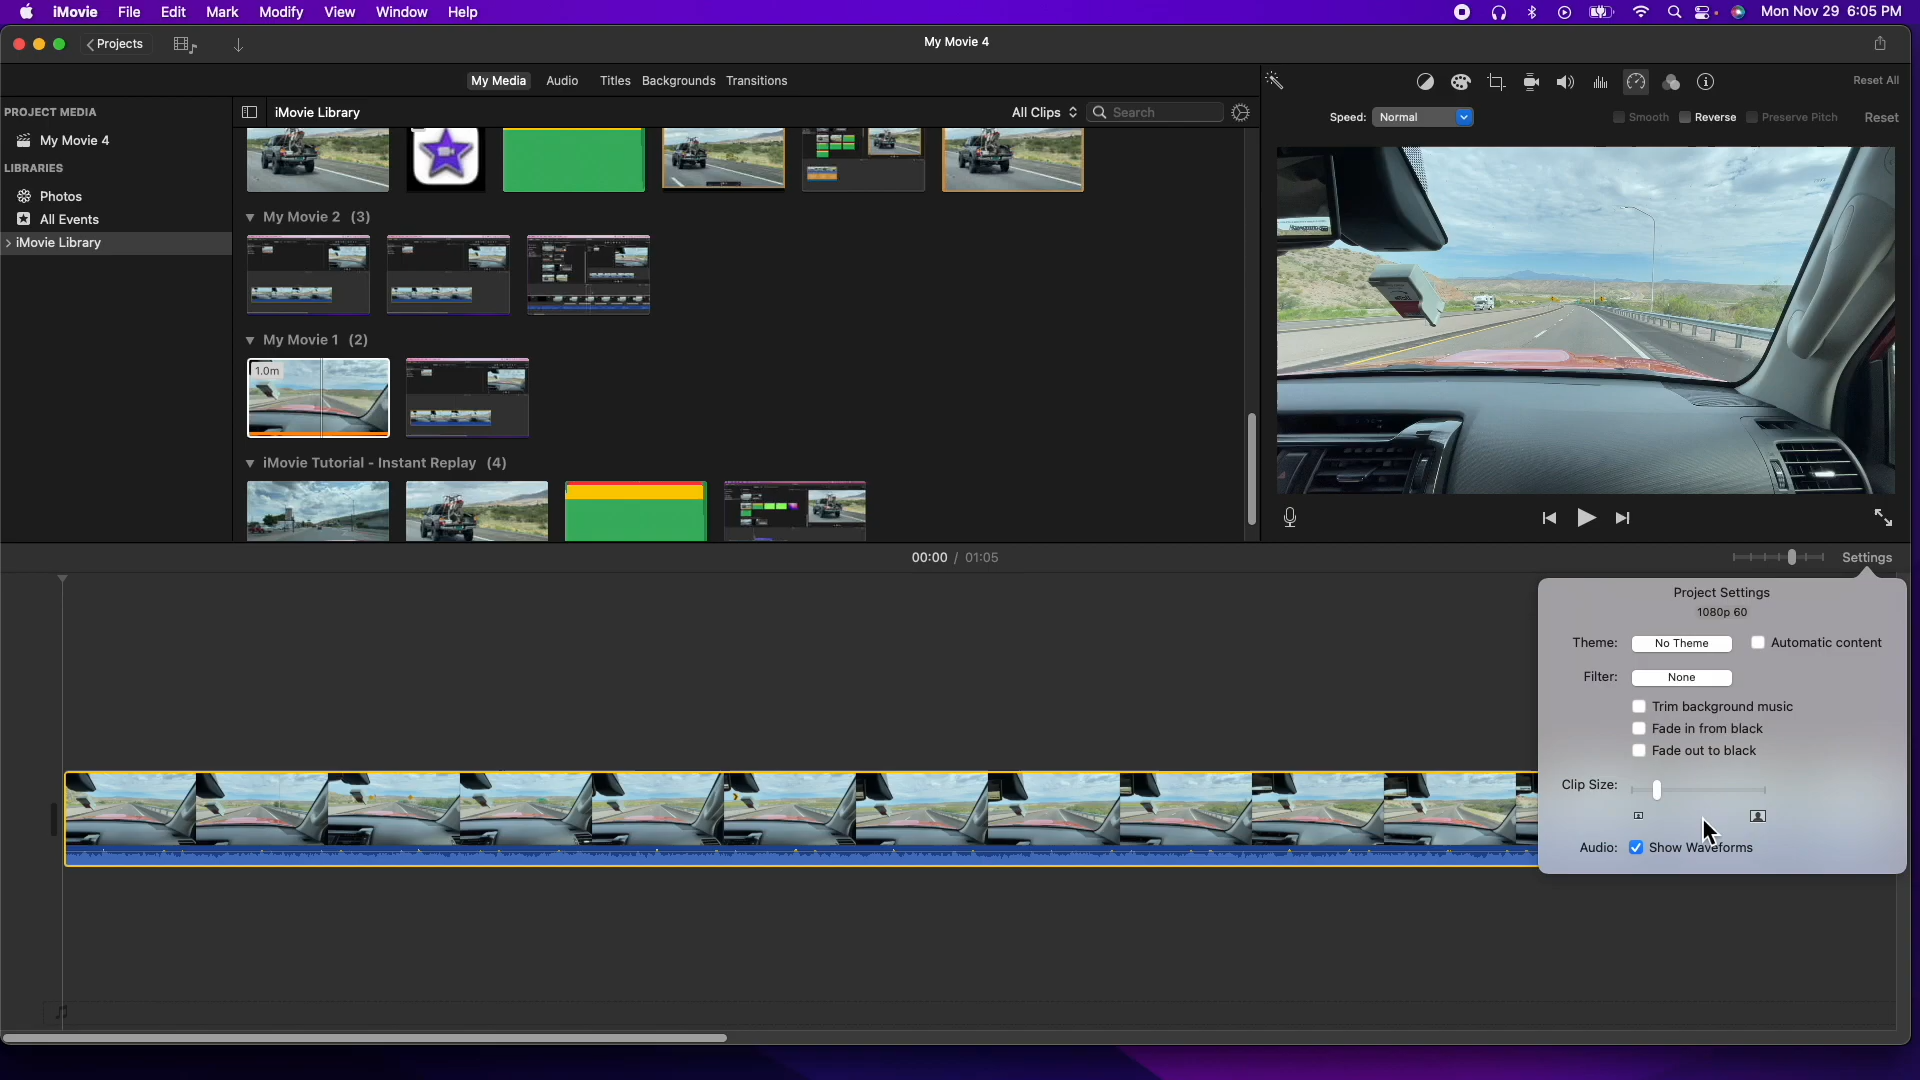 iMovie File Edit Mark Modify View Window Help Mon Nov 29 6:05 PM
Projects My Movie 4
My Media Audio Titles Backgrounds Transitions Reset All
PROJECT MEDIA
My Movie 4
LIBRARIES
Photos
All Events
iMovie Library
iMovie Library All Clips Search
Speed: Normal Smooth Reverse Preserve Pitch Reset
My Movie 2 (3)
My Movie 1 (2)
1.0m
iMovie Tutorial - Instant Replay (4)
00:00 / 01:05 Settings
Project Settings
1080p 60
Theme: No Theme Automatic content
Filter: None
Trim background music
Fade in from black
Fade out to black
Clip Size:
Audio: Show Waveforms